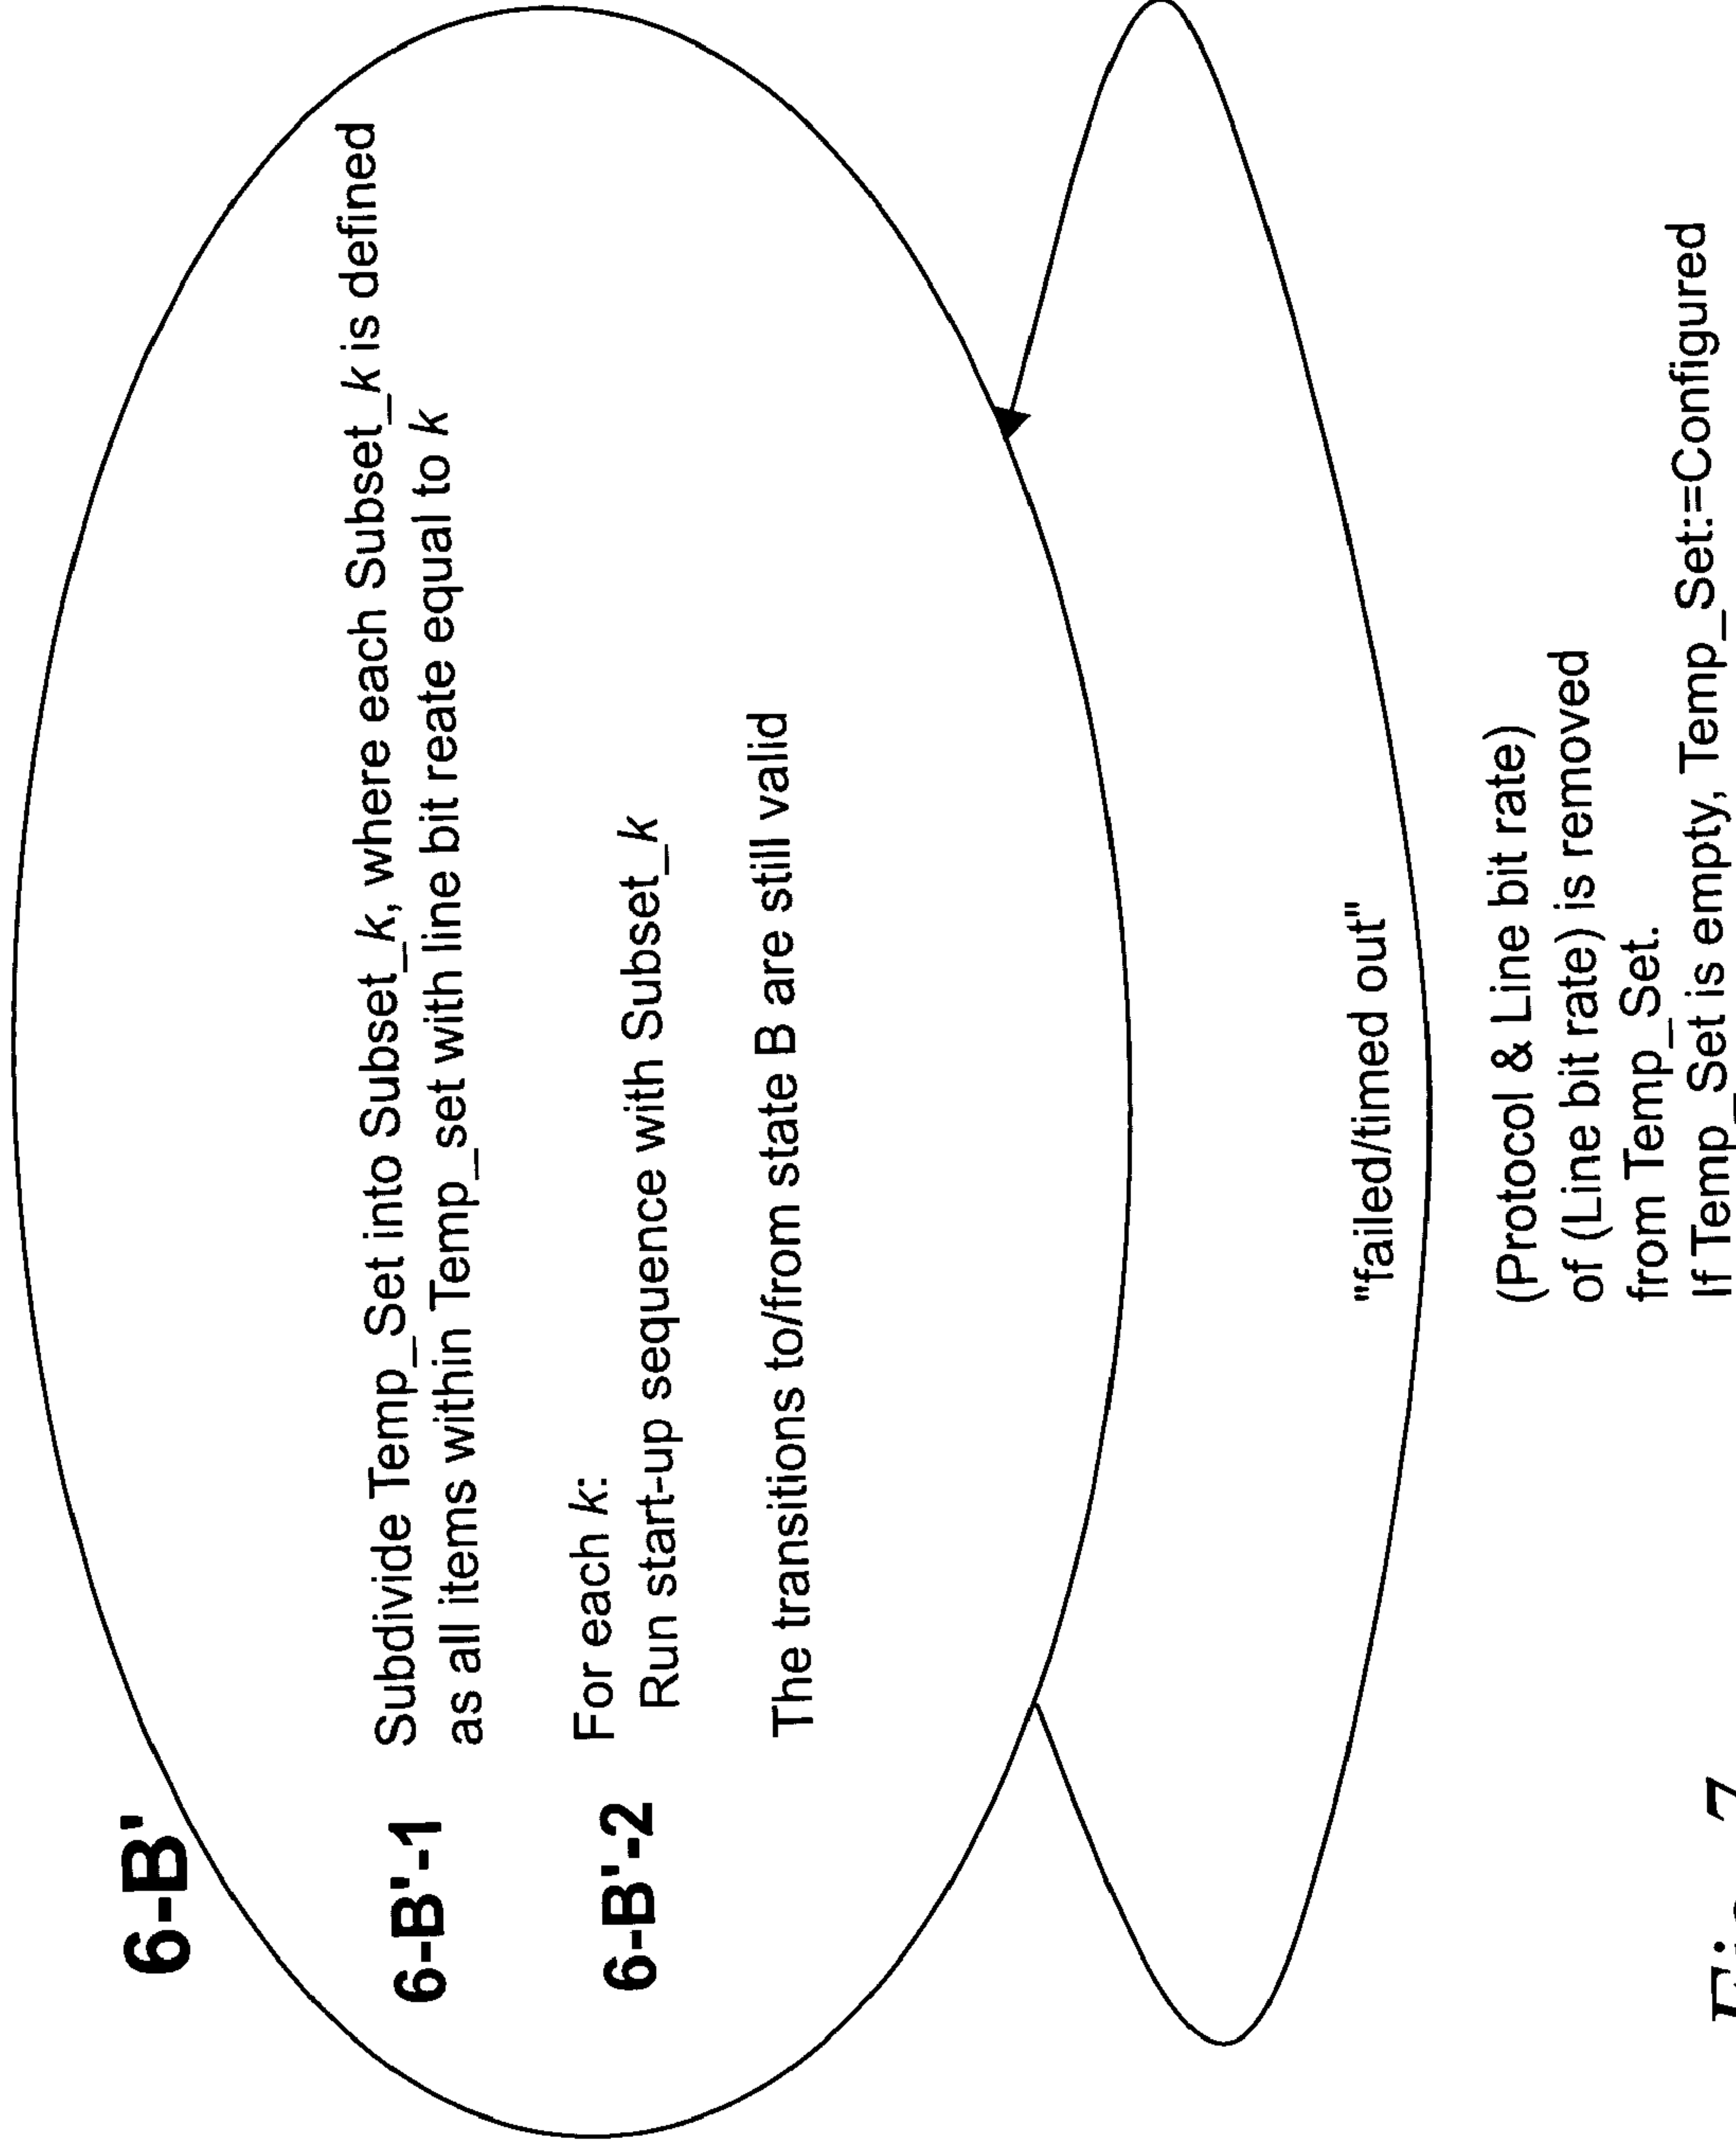 6-B'
6-B'-1 Subdivide Temp_Set into Subset_k, where each Subset_k is defined
as all items within Temp_set with line bit reate equal to k
6-B'-2 For each k:
Run start-up sequence with Subset_k
The transitions to/from state B are still valid
"failed/timed out"
(Protocol & Line bit rate)
of (Line bit rate) is removed
from Temp_Set.
If Temp_Set is empty, Temp_Set:=Configured